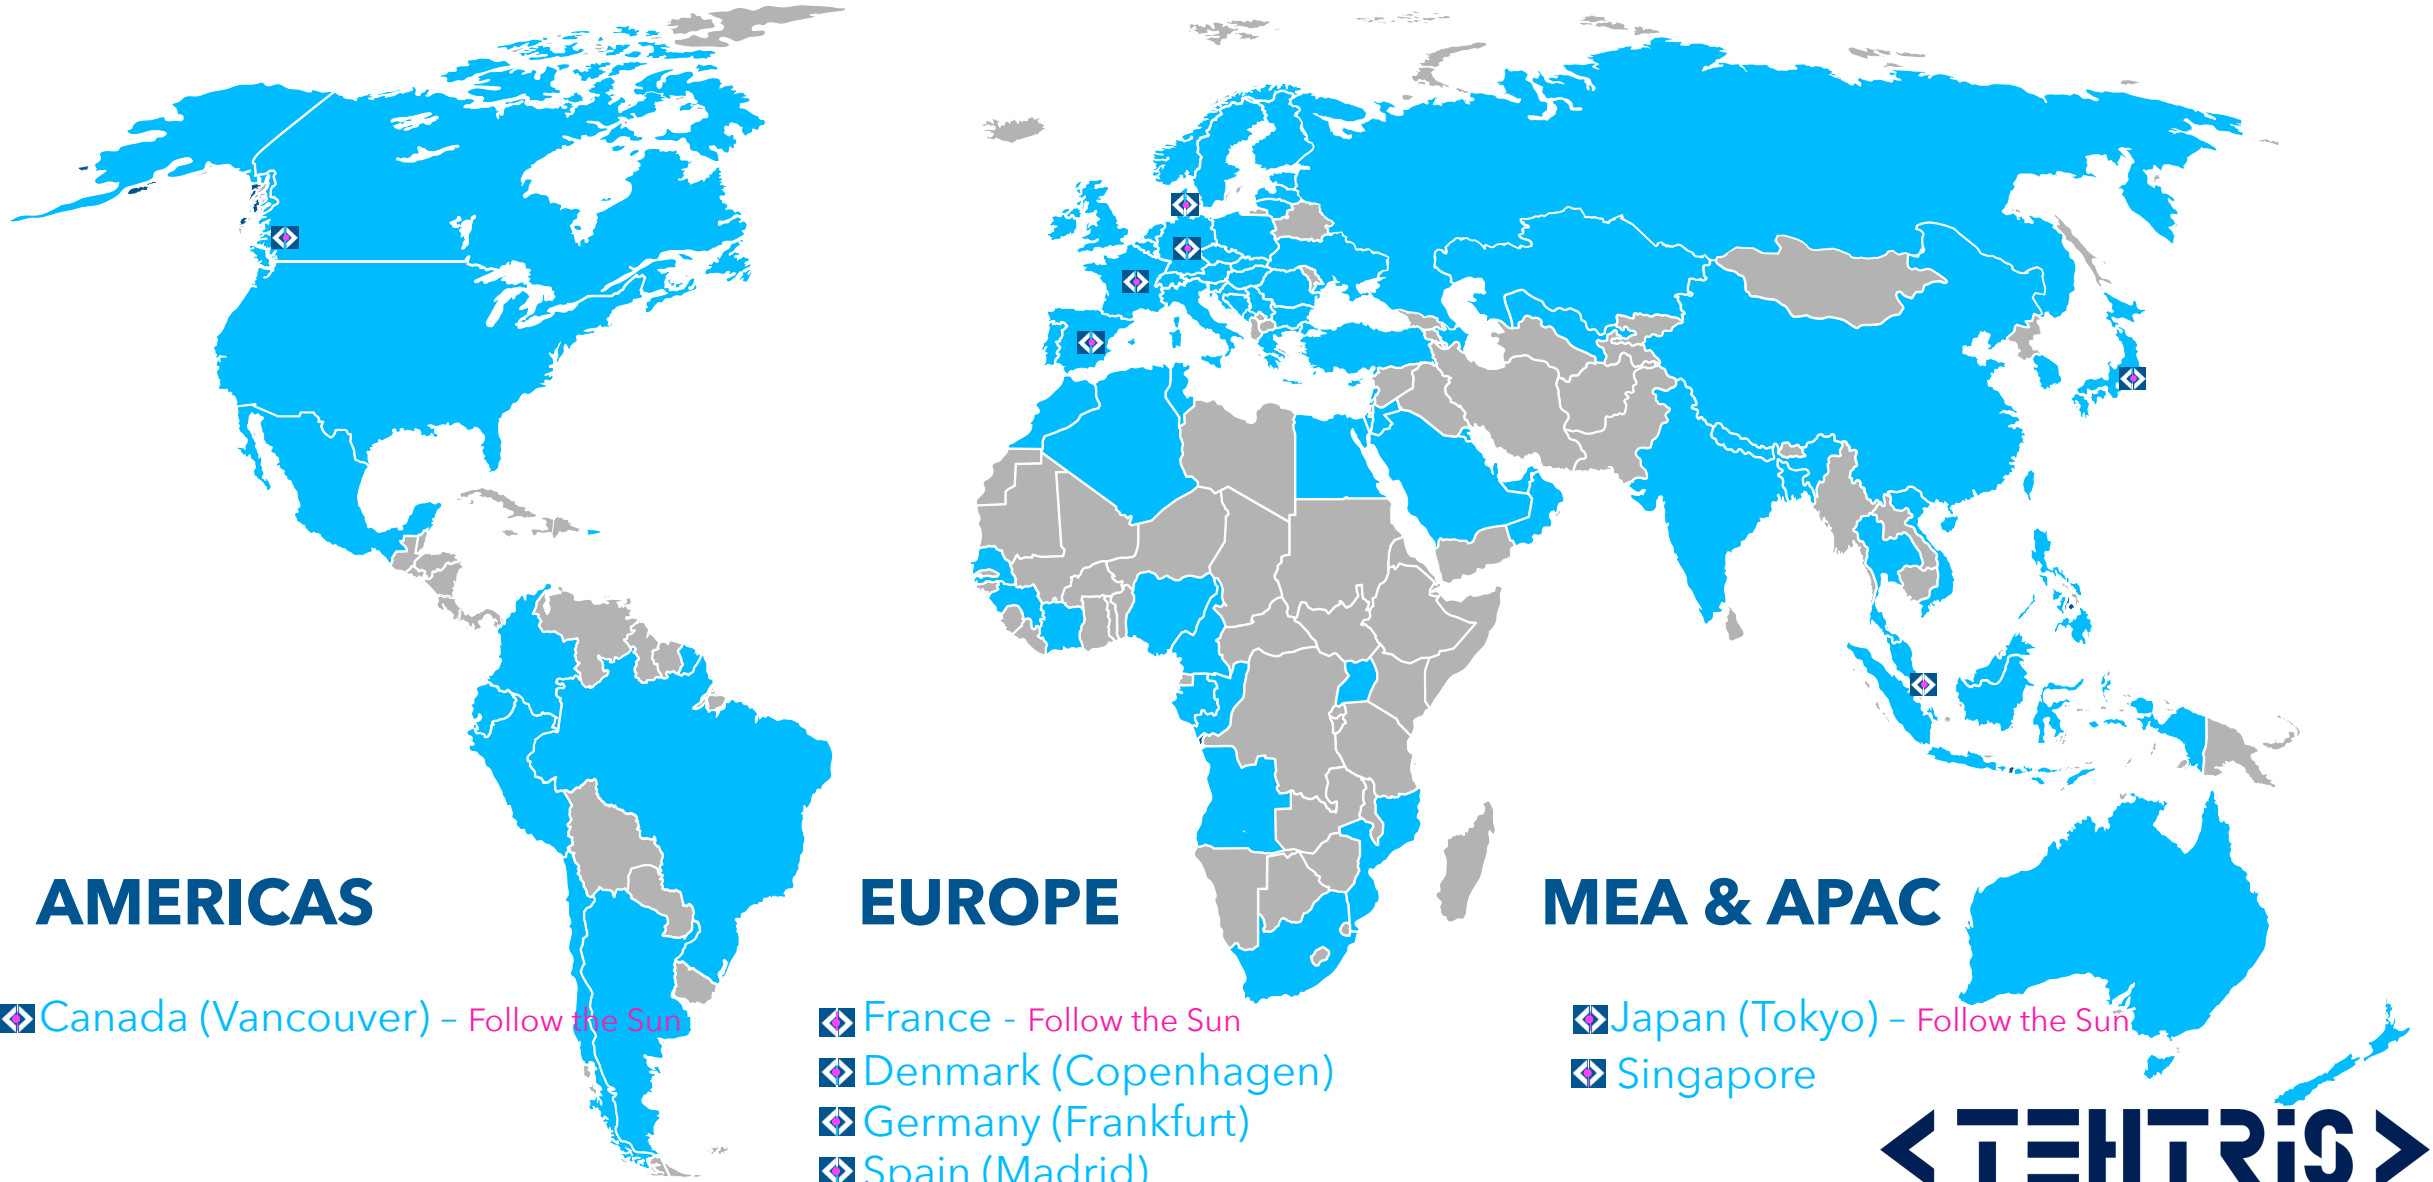 AMERICAS
Canada (Vancouver) – Follow the Sun
EUROPE
France - Follow the Sun
Denmark (Copenhagen)
Germany (Frankfurt)
Spain (Madrid)
MEA & APAC
Japan (Tokyo) – Follow the Sun
Singapore
<TEHTRiS>